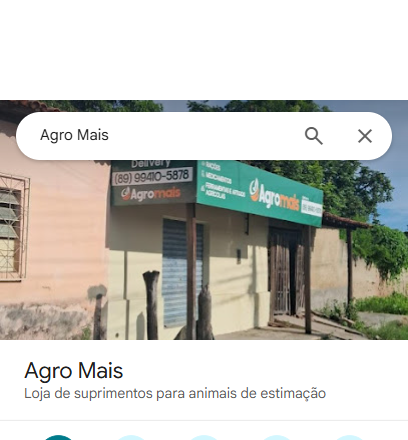 Agro Mais
Delivery
(89) 99410-5878
Agromais
RAÇÕES
MEDICAMENTOS
FERRAMENTAS E ARTIGOS
AGRÍCOLAS
Agromais
Agro Mais
Loja de suprimentos para animais de estimação